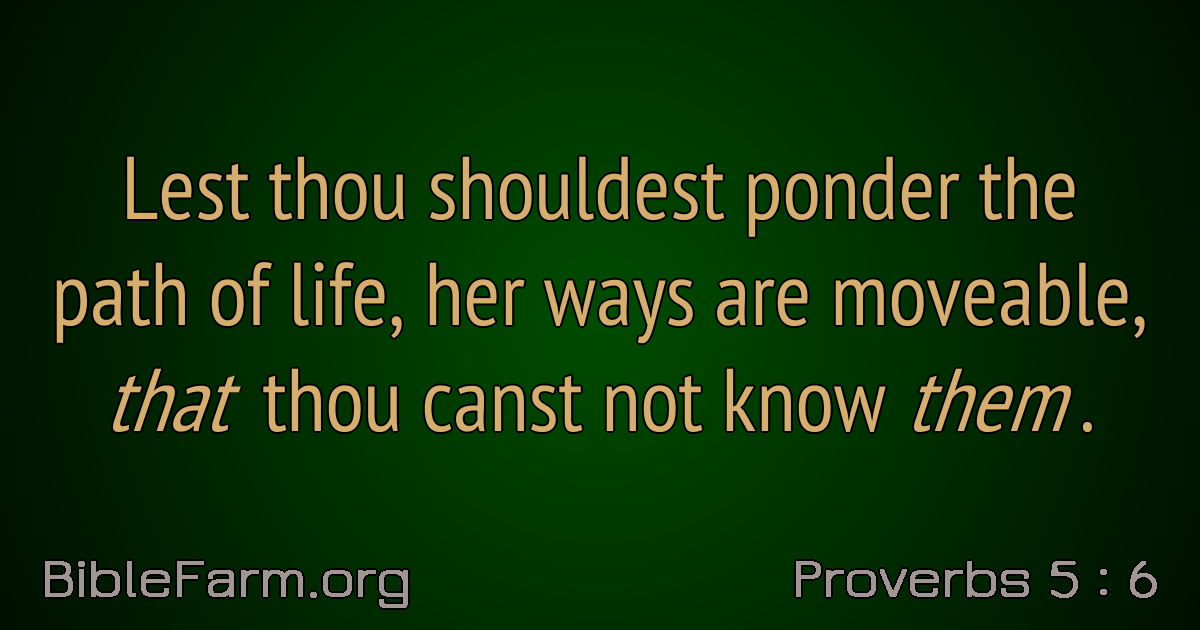 Lest thou shouldest ponder the
path of life, her ways are moveable,
that thou canst not know them .
BibleFarm.org
Proverbs 5 : 6